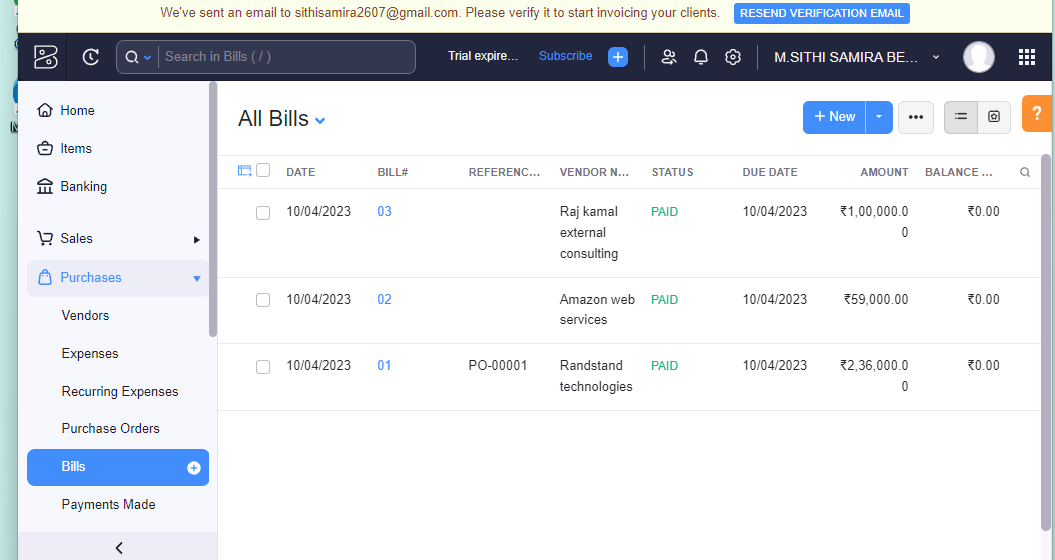 We've sent an email to sithisamira2607@gmail.com. Please verify it to start invoicing your clients. RESEND VERIFICATION EMAIL
Search in Bills ( / ) Trial expire... Subscribe M.SITHI SAMIRA BE...
Home
Items
Banking
Sales
Purchases
Vendors
Expenses
Recurring Expenses
Purchase Orders
Bills
Payments Made
All Bills
+ New
?
DATE BILL# REFERENC... VENDOR N... STATUS DUE DATE AMOUNT BALANCE ...
10/04/2023 03 Raj kamal PAID 10/04/2023 ₹1,00,000.0 ₹0.00
external 0
consulting
10/04/2023 02 Amazon web PAID 10/04/2023 ₹59,000.00 ₹0.00
services
10/04/2023 01 PO-00001 Randstand PAID 10/04/2023 ₹2,36,000.0 ₹0.00
technologies 0